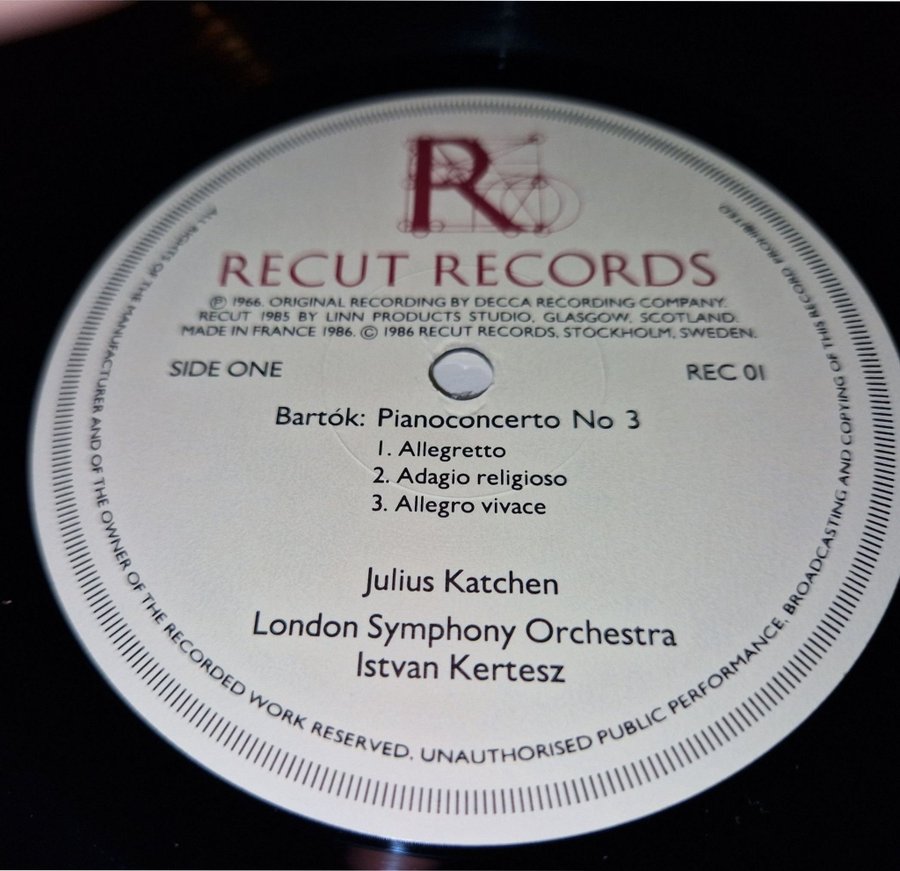 R
RECUT RECORDS
℗ 1966. ORIGINAL RECORDING BY DECCA RECORDING COMPANY.
RECUT 1985 BY LINN PRODUCTS STUDIO, GLASGOW, SCOTLAND.
MADE IN FRANCE 1986. © 1986 RECUT RECORDS, STOCKHOLM, SWEDEN.
SIDE ONE
REC 01
Bartók: Pianoconcerto No 3
1. Allegretto
2. Adagio religioso
3. Allegro vivace
Julius Katchen
London Symphony Orchestra
Istvan Kertesz
ALL RIGHTS OF THE MANUFACTURER AND OF THE OWNER OF THE RECORDED WORK RESERVED. UNAUTHORISED PUBLIC PERFORMANCE, BROADCASTING AND COPYING OF THIS RECORD PROHIBITED